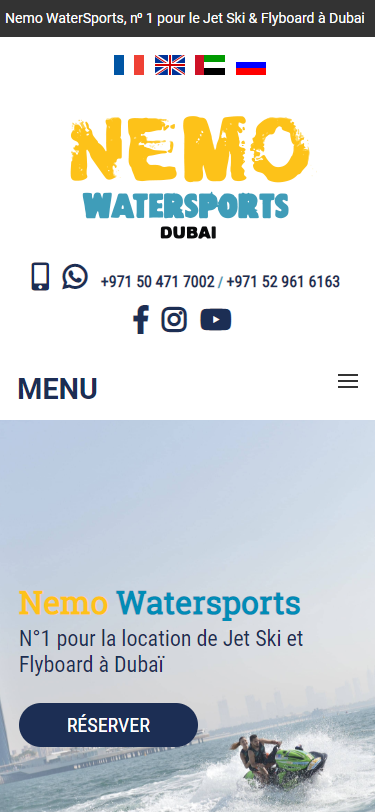 Nemo WaterSports, nº 1 pour le Jet Ski & Flyboard à Dubai
NEMO
WATERSPORTS
DUBAI
+971 50 471 7002 / +971 52 961 6163
MENU
Nemo Watersports
N°1 pour la location de Jet Ski et
Flyboard à Dubaï
RÉSERVER